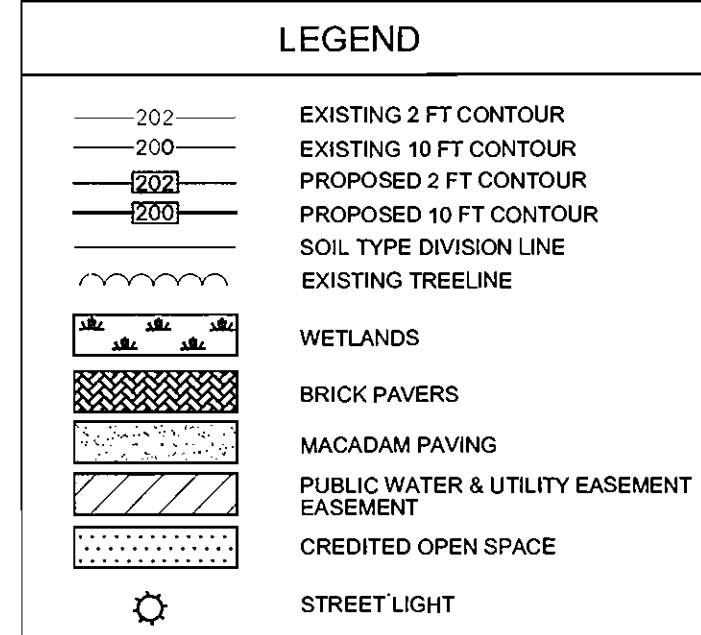 LEGEND
202 EXISTING 2 FT CONTOUR
200 EXISTING 10 FT CONTOUR
202 PROPOSED 2 FT CONTOUR
200 PROPOSED 10 FT CONTOUR
SOIL TYPE DIVISION LINE
EXISTING TREELINE
WETLANDS
BRICK PAVERS
MACADAM PAVING
PUBLIC WATER & UTILITY EASEMENT
EASEMENT
CREDITED OPEN SPACE
STREET LIGHT